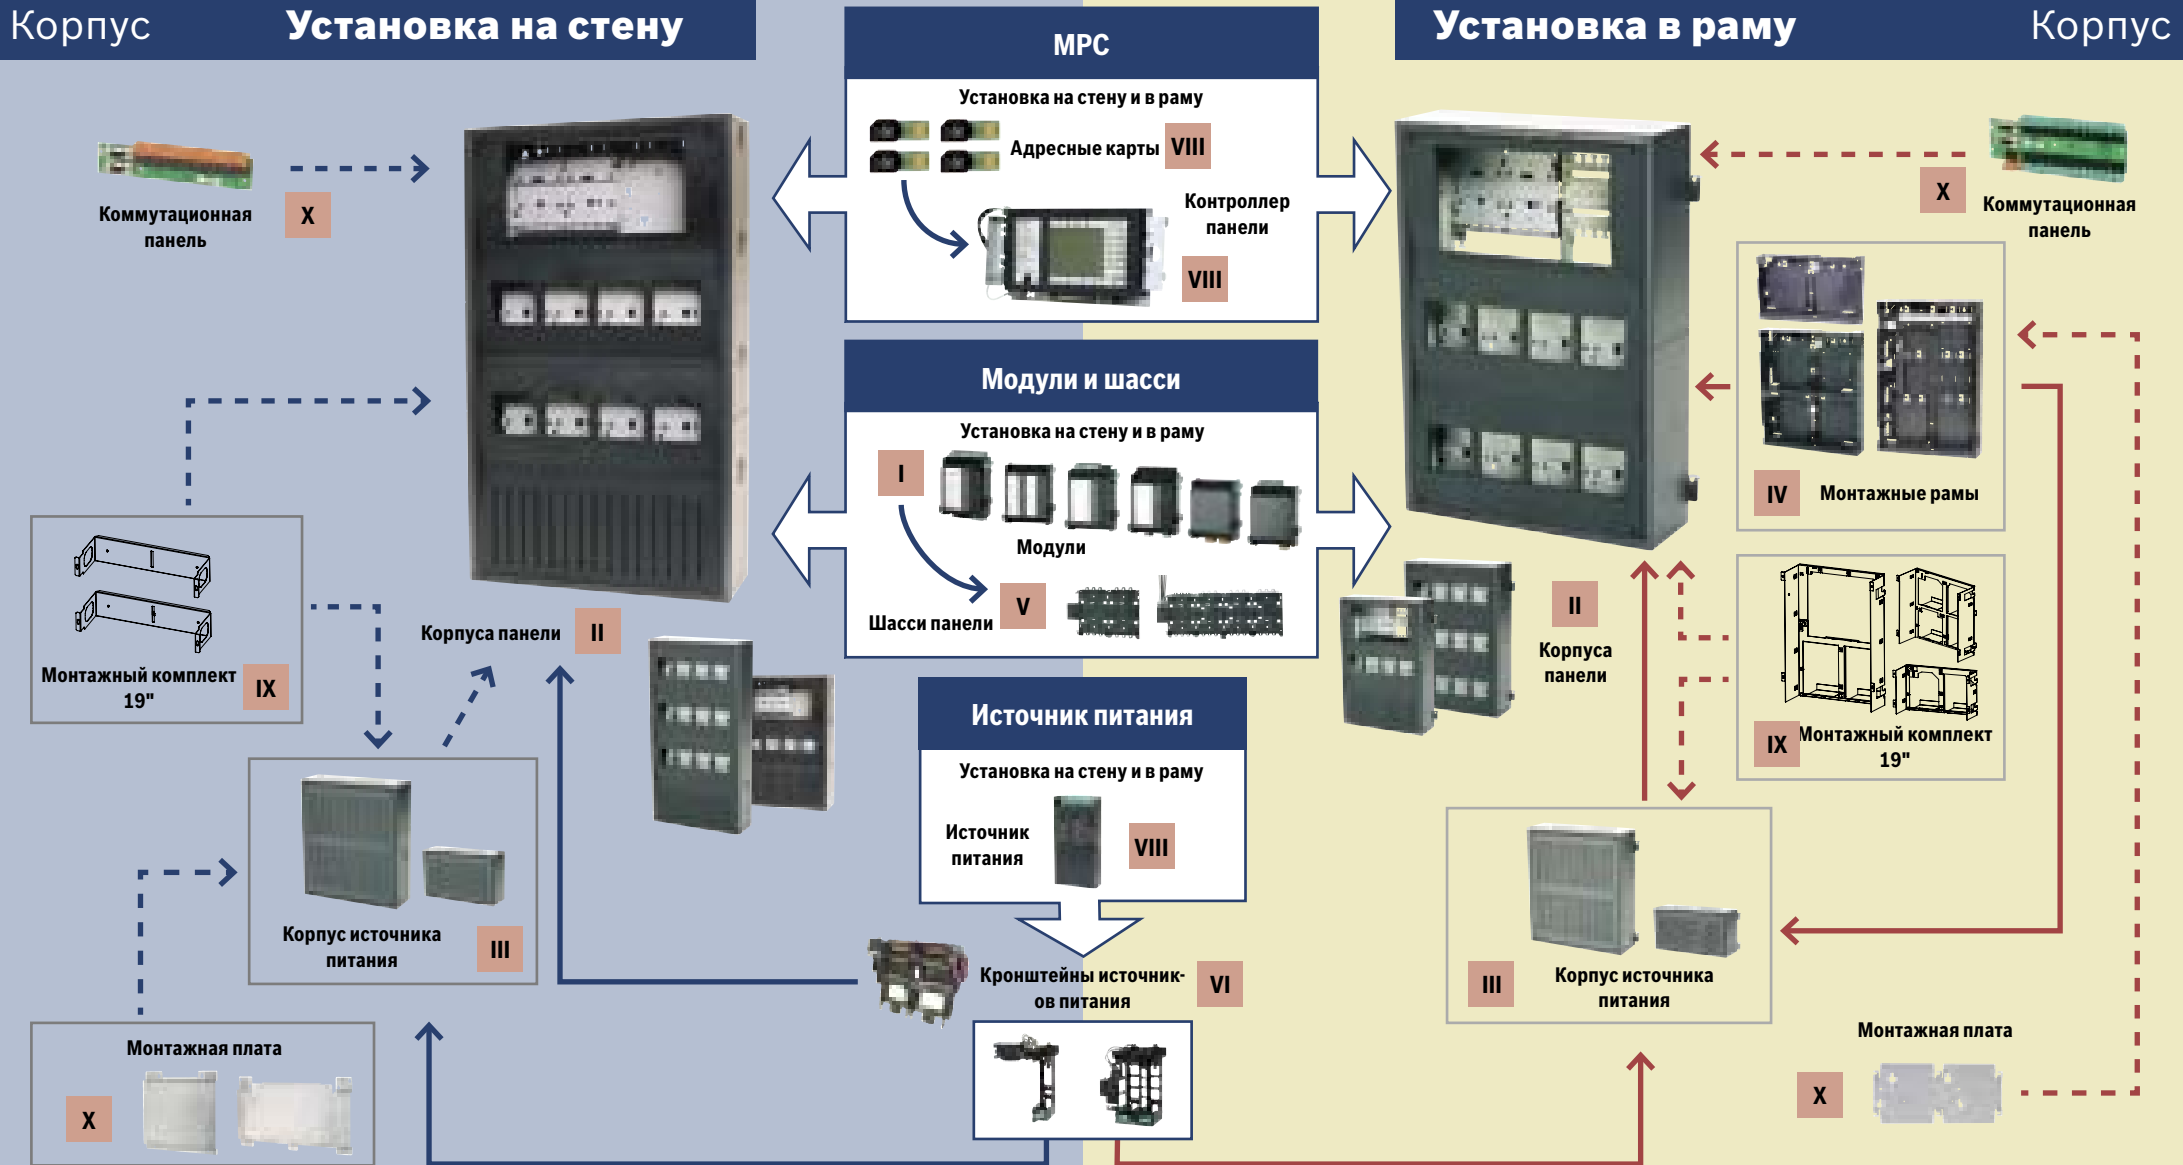 Корпус
Установка на стену
Коммутационная
панель
X
Монтажный комплект
19"
IX
Корпуса панели
II
Корпус источника
питания
III
Монтажная плата
X
МРС
Установка на стену и в раму
Адресные карты
VIII
Контроллер
панели
VIII
Модули и шасси
Установка на стену и в раму
I
Модули
V
Шасси панели
Источник питания
Установка на стену и в раму
Источник
питания
VIII
Кронштейны источник-
ов питания
VI
Установка в раму
Корпус
X
Коммутационная
панель
IV
Монтажные рамы
II
Корпуса
панели
IX
Монтажный комплект
19"
III
Корпус источника
питания
Монтажная плата
X